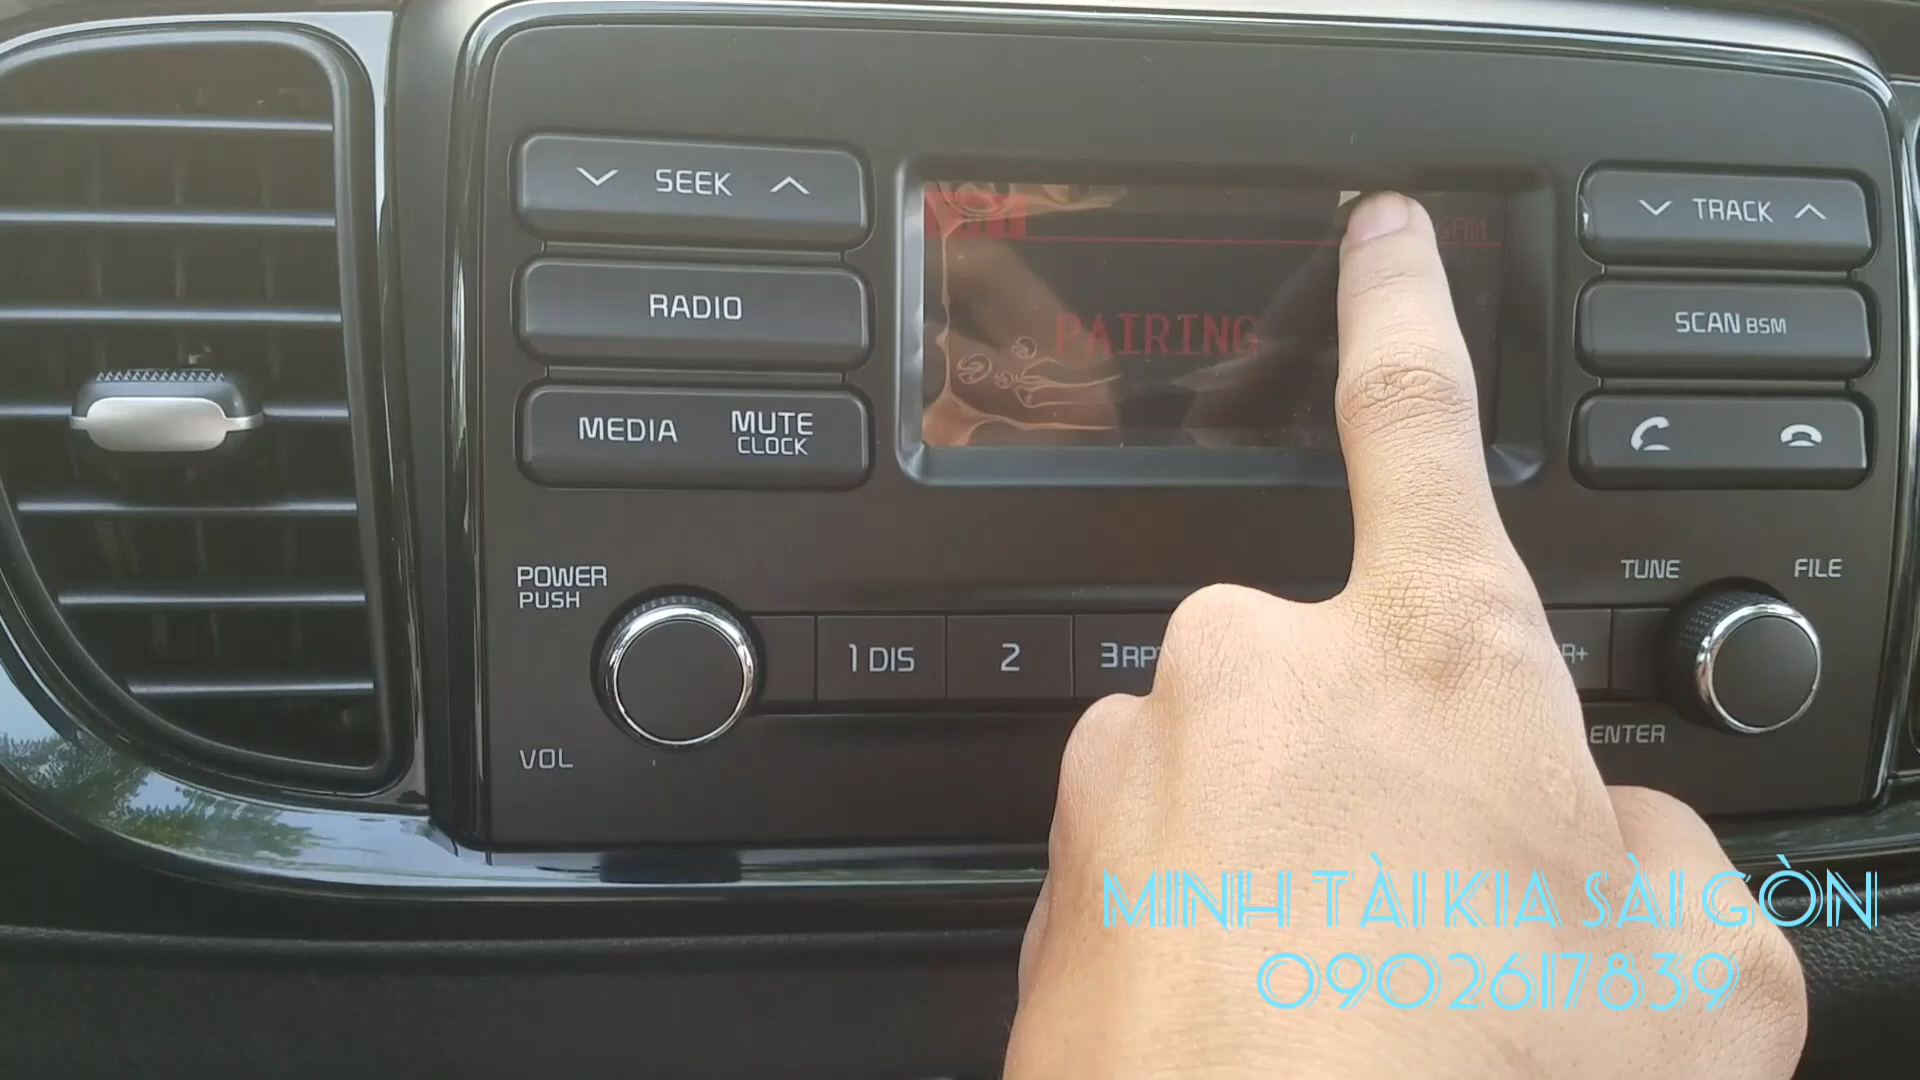 SEEK
TRACK
RADIO
PAIRING
SCAN BSM
MEDIA
MUTE
CLOCK
POWER
PUSH
TUNE
FILE
1 DIS
2
R+
ENTER
VOL
MINH TÀI KIA SÀI GÒN
0902617839